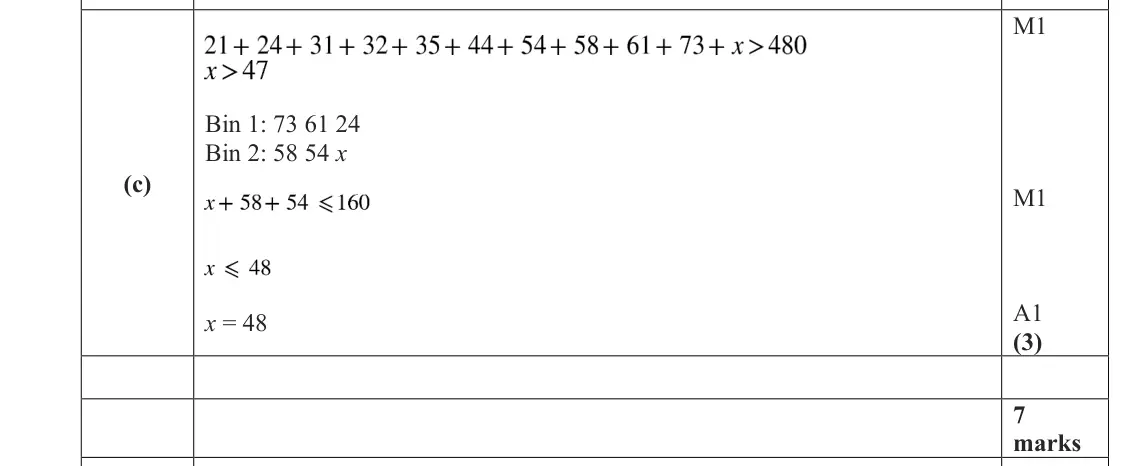 (c)
21 + 24 + 31 + 32 + 35 + 44 + 54 + 58 + 61 + 73 + x > 480
M1
x > 47
Bin 1: 73 61 24
Bin 2: 58 54 x
x + 58 + 54 ⩽ 160
M1
x ⩽ 48
x = 48
A1
(3)
7
marks